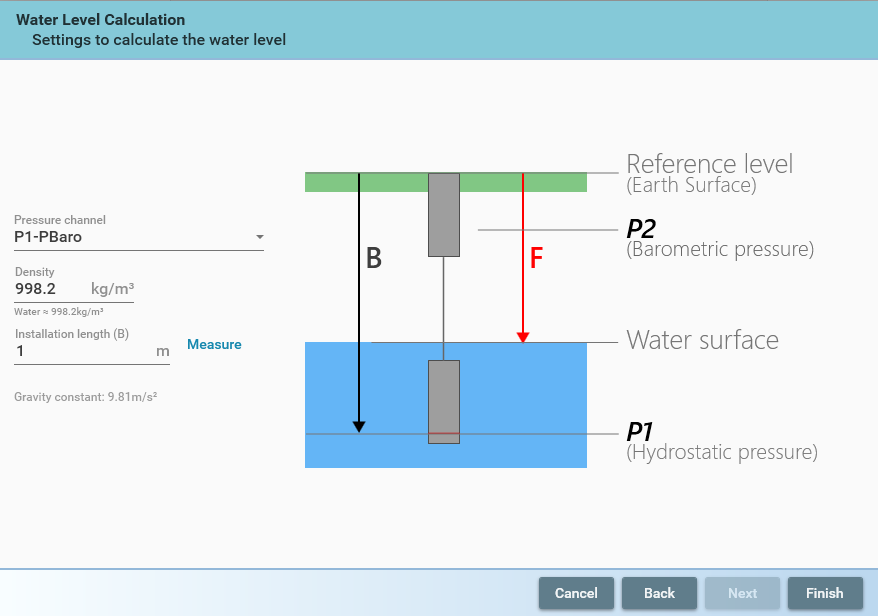 Water Level Calculation
Settings to calculate the water level
Reference level
(Earth Surface)
Pressure channel
P1-PBaro
P2
(Barometric pressure)
B
F
Density
998.2 kg/m³
Water ≈ 998.2kg/m³
Installation length (B)
1 m
Measure
Water surface
Gravity constant: 9.81m/s²
P1
(Hydrostatic pressure)
Cancel
Back
Next
Finish